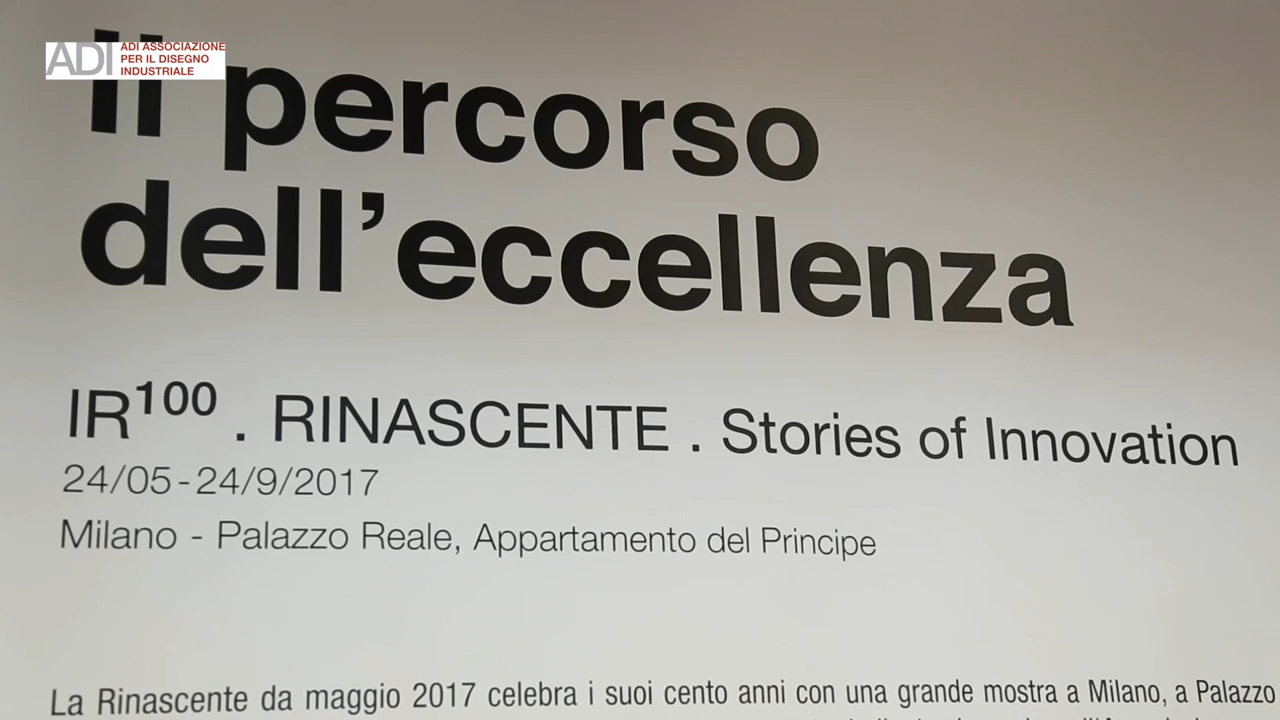 ADI ADI ASSOCIAZIONE
PER IL DISEGNO
INDUSTRIALE
Il percorso
dell’eccellenza
IR¹⁰⁰ . RINASCENTE . Stories of Innovation
24/05-24/9/2017
Milano - Palazzo Reale, Appartamento del Principe
La Rinascente da maggio 2017 celebra i suoi cento anni con una grande mostra a Milano, a Palazzo